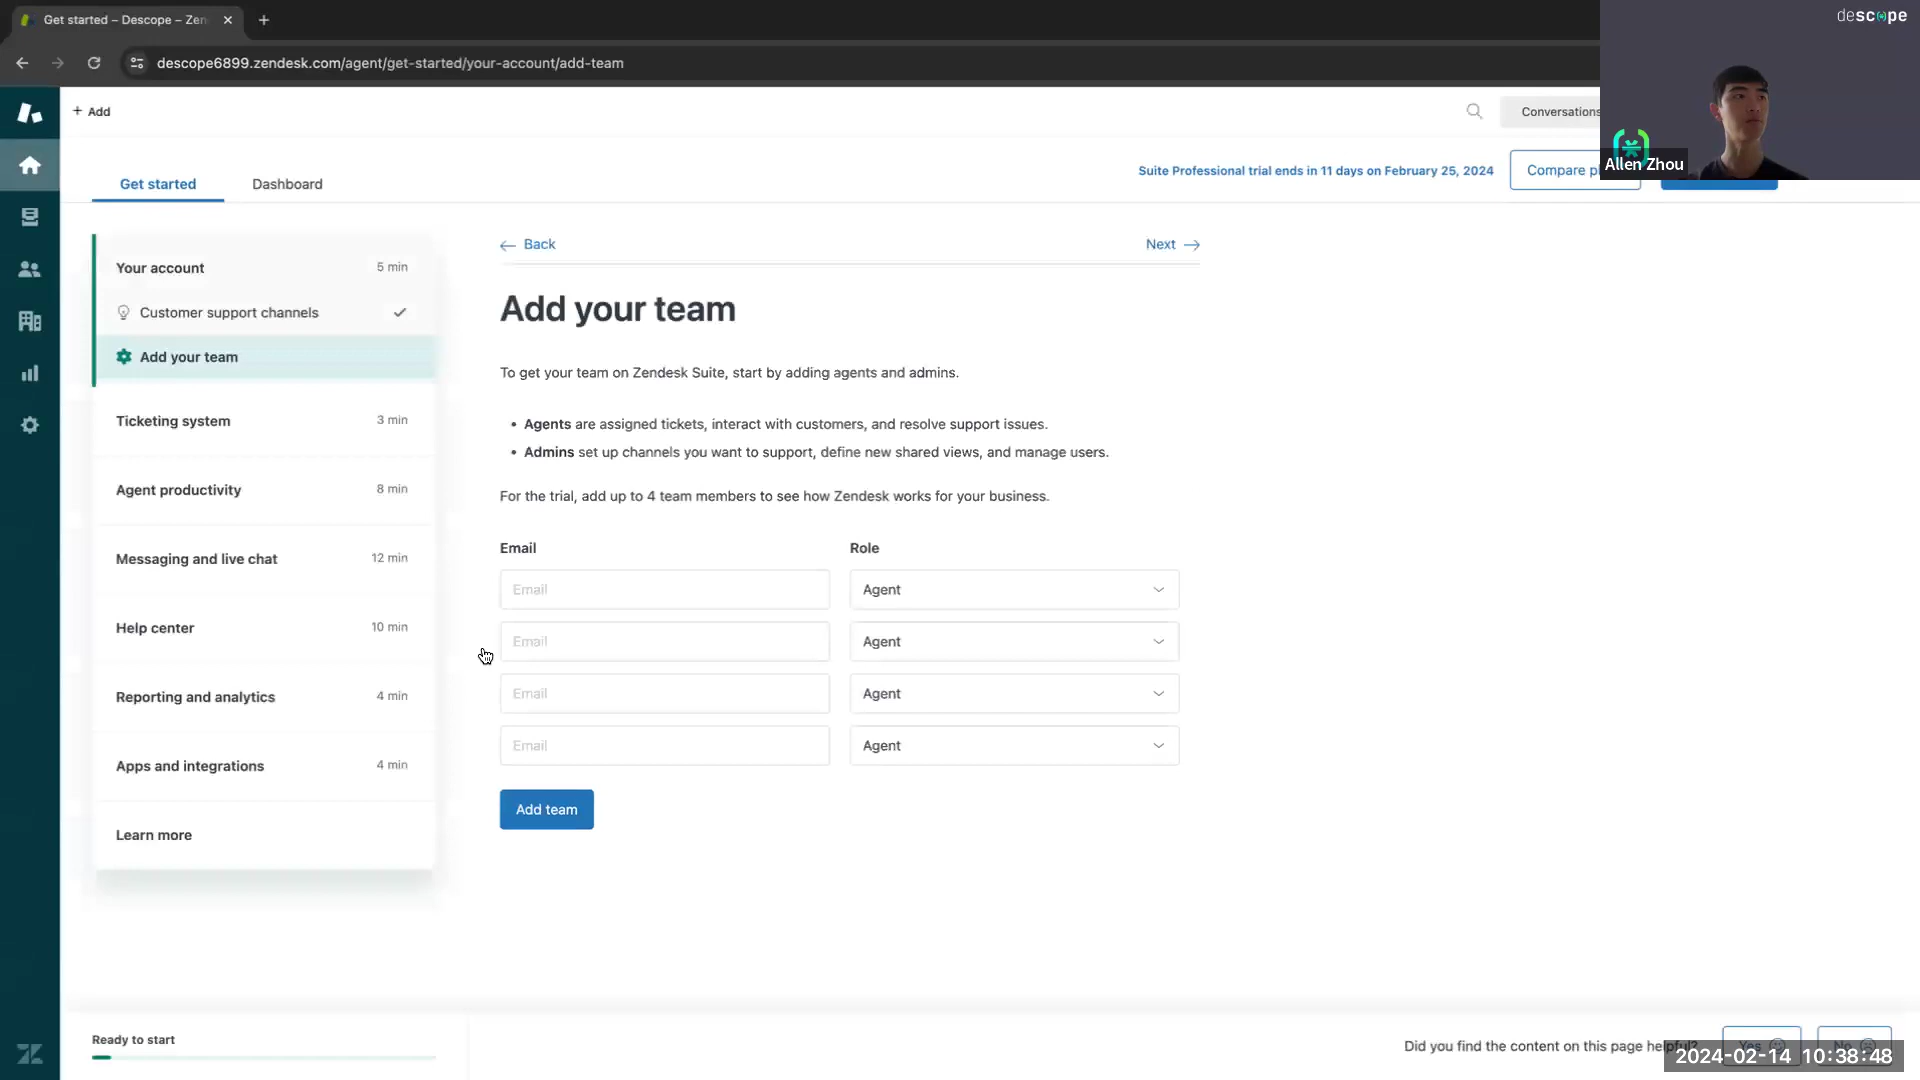 Get started – Descope – Zen
descope6899.zendesk.com/agent/get-started/your-account/add-team
descope
Allen Zhou
+ Add
Conversations
Get started
Dashboard
Suite Professional trial ends in 11 days on February 25, 2024
Compare p
Your account
5 min
Customer support channels
Add your team
Ticketing system
3 min
Agent productivity
8 min
Messaging and live chat
12 min
Help center
10 min
Reporting and analytics
4 min
Apps and integrations
4 min
Learn more
Back
Next
Add your team
To get your team on Zendesk Suite, start by adding agents and admins.
• Agents are assigned tickets, interact with customers, and resolve support issues.
• Admins set up channels you want to support, define new shared views, and manage users.
For the trial, add up to 4 team members to see how Zendesk works for your business.
Email
Role
Email
Agent
Email
Agent
Email
Agent
Email
Agent
Add team
Ready to start
Did you find the content on this page helpful?
Yes
No
2024-02-14 10:38:48